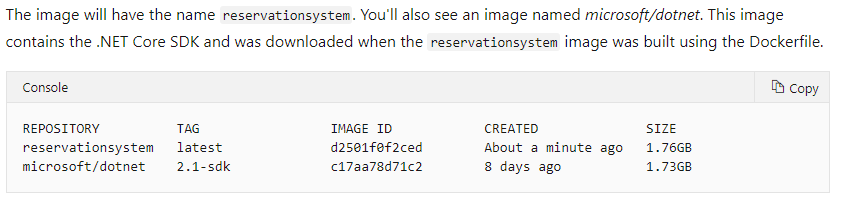 The image will have the name reservationsystem. You'll also see an image named microsoft/dotnet. This image
contains the .NET Core SDK and was downloaded when the reservationsystem image was built using the Dockerfile.
Console Copy
REPOSITORY TAG IMAGE ID CREATED SIZE
reservationsystem latest d2501f0f2ced About a minute ago 1.76GB
microsoft/dotnet 2.1-sdk c17aa78d71c2 8 days ago 1.73GB